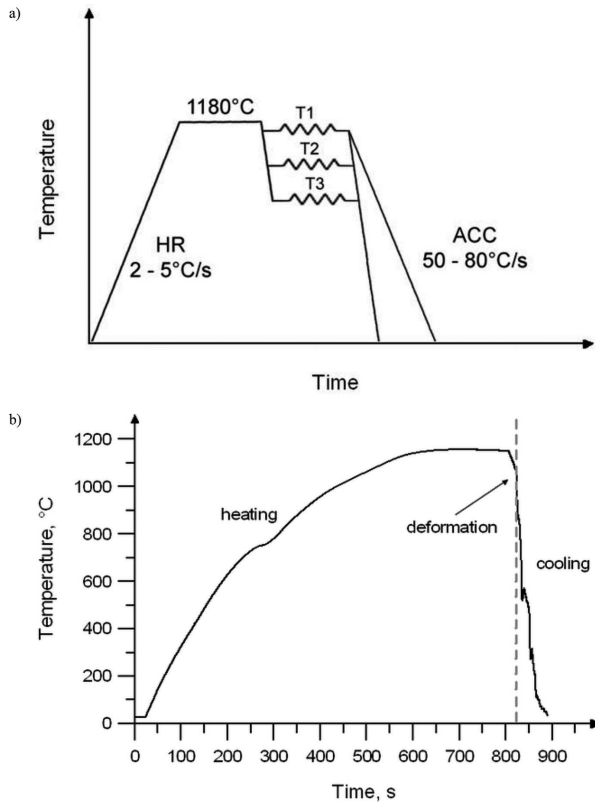 a)
Temperature
1180°C
T1
T2
T3
HR
2 - 5°C/s
ACC
50 - 80°C/s
Time
b)
Temperature, °C
1200
1000
800
600
400
200
0
heating
deformation
cooling
0 100 200 300 400 500 600 700 800 900
Time, s